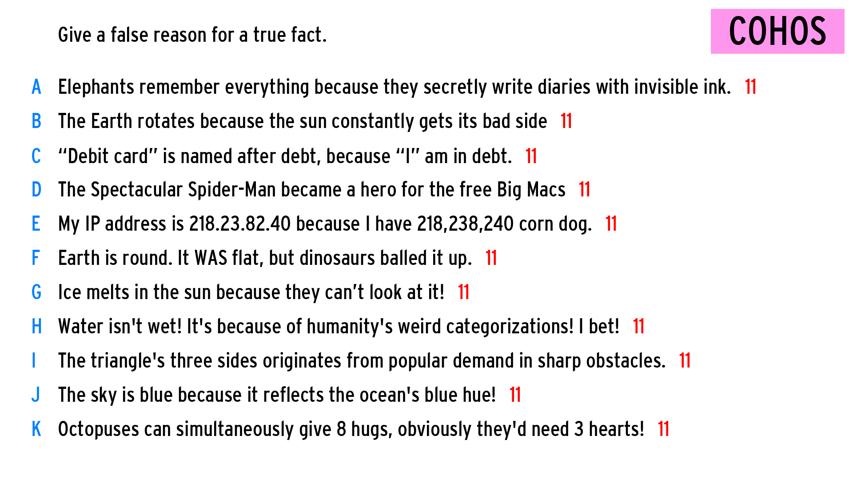 Give a false reason for a true fact.
COHOS
A Elephants remember everything because they secretly write diaries with invisible ink. 11
B The Earth rotates because the sun constantly gets its bad side 11
C “Debit card” is named after debt, because “I” am in debt. 11
D The Spectacular Spider-Man became a hero for the free Big Macs 11
E My IP address is 218.23.82.40 because I have 218,238,240 corn dog. 11
F Earth is round. It WAS flat, but dinosaurs balled it up. 11
G Ice melts in the sun because they can’t look at it! 11
H Water isn't wet! It's because of humanity's weird categorizations! I bet! 11
I The triangle's three sides originates from popular demand in sharp obstacles. 11
J The sky is blue because it reflects the ocean's blue hue! 11
K Octopuses can simultaneously give 8 hugs, obviously they'd need 3 hearts! 11